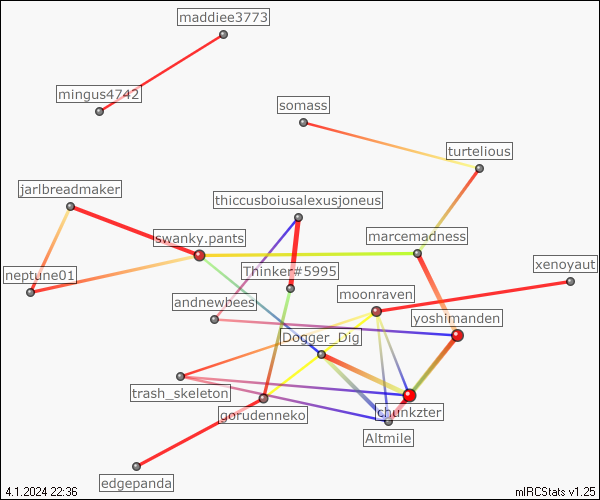 maddiee3773
mingus4742
somass
turtelious
jarlbreadmaker
thiccusboiusalexusjoneus
swanky.pants
marcemadness
neptune01
Thinker#5995
xenoyaut
andnewbees
moonraven
yoshimanden
Dogger_Dig
trash_skeleton
chunkzter
gorudenneko
Altmile
edgepanda
4.1.2024 22:36
mIRCStats v1.25